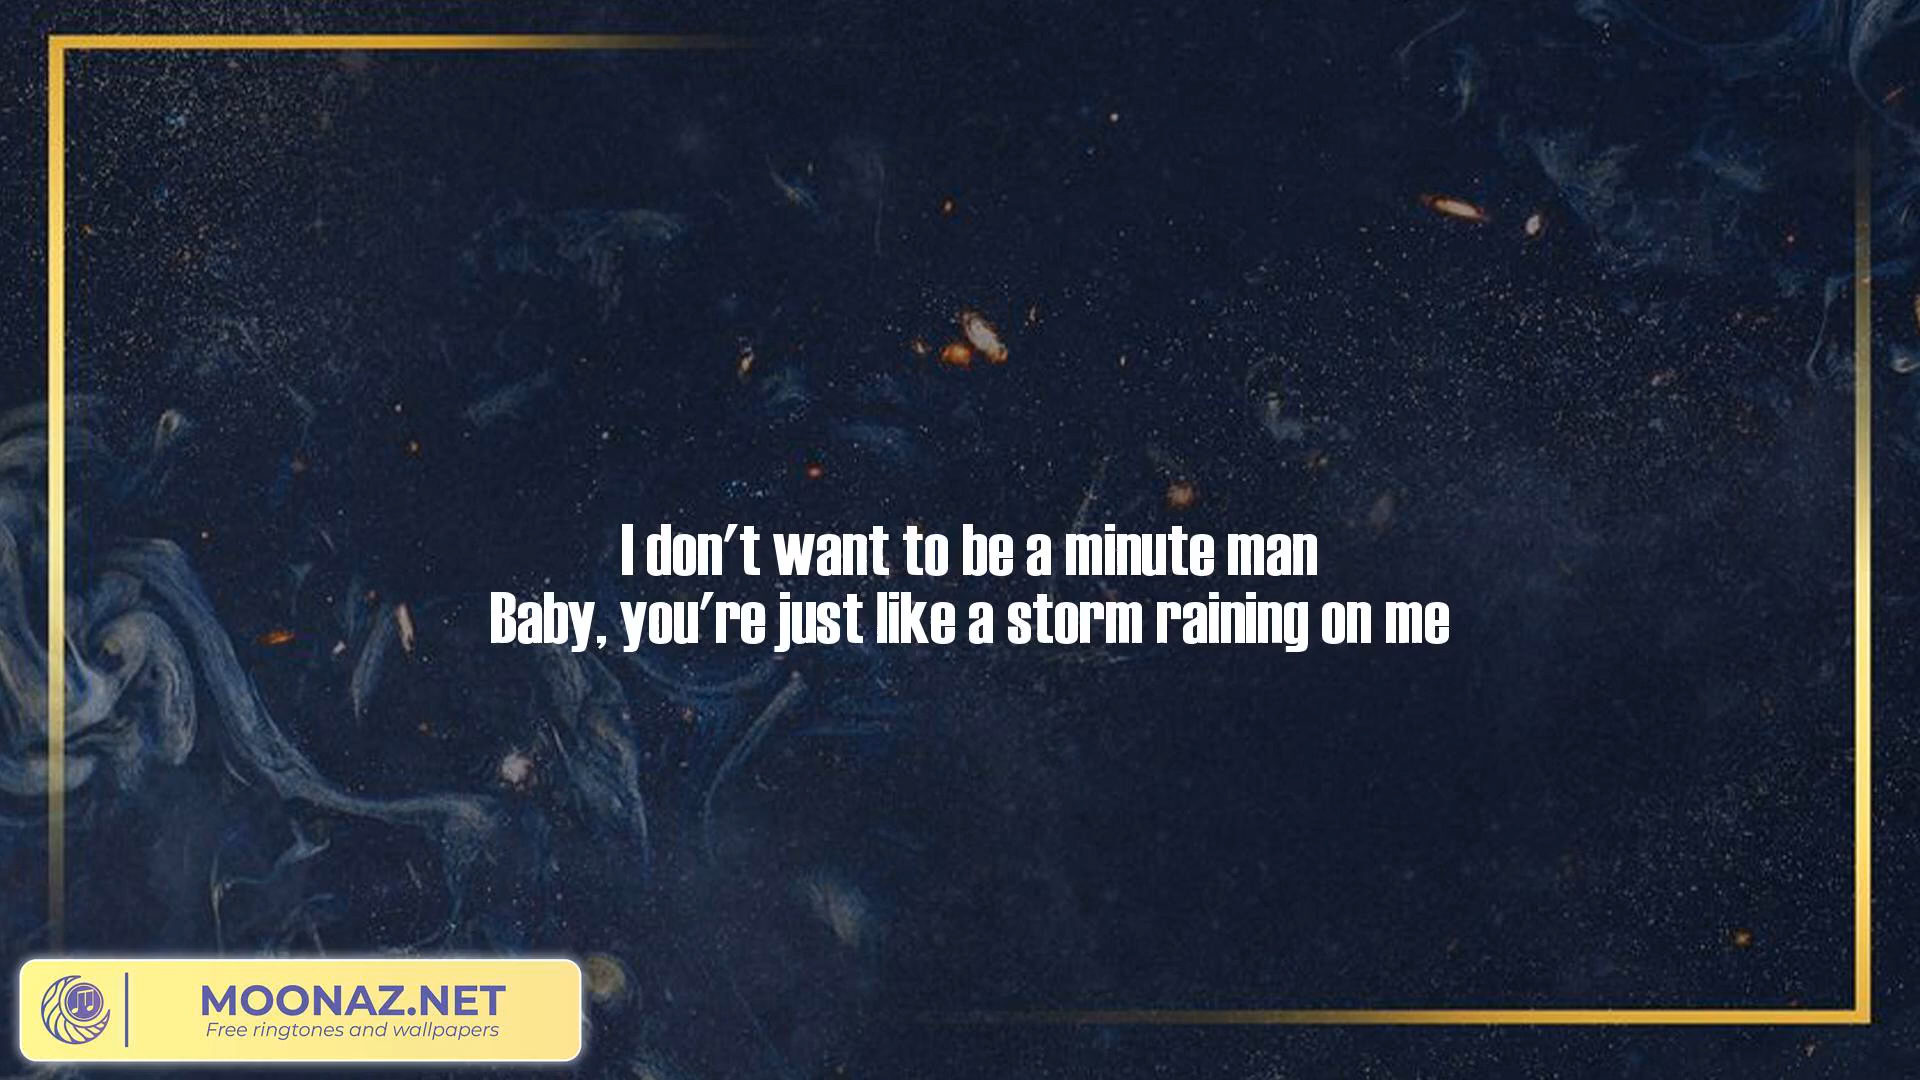 I don't want to be a minute man
Baby, you're just like a storm raining on me
MOONAZ.NET
Free ringtones and wallpapers